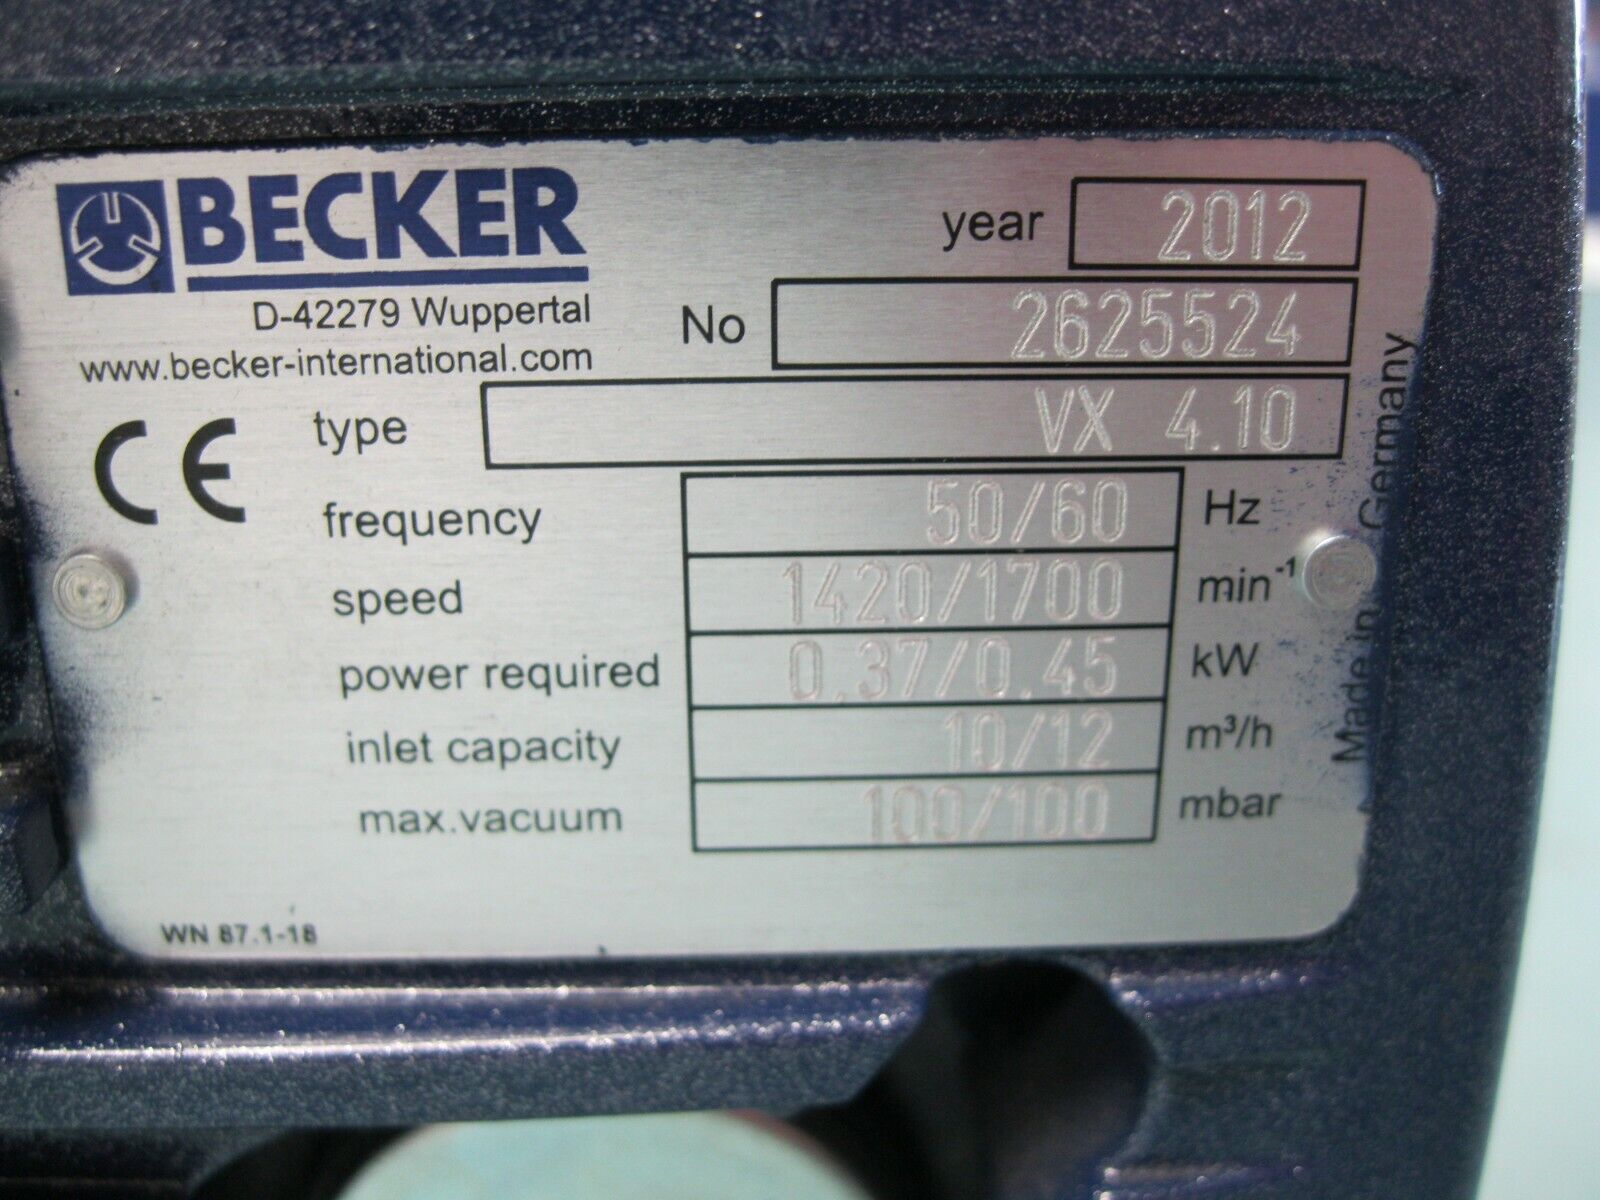 BECKER
D-42279 Wuppertal
www.becker-international.com
year 2012
No 2625524
CE type VX 4.10
frequency 50/60 Hz
speed 1420/1700 min⁻¹
power required 0.37/0.45 kW
inlet capacity 10/12 m³/h
max.vacuum 100/100 mbar
WN 87.1-18
Made in Germany